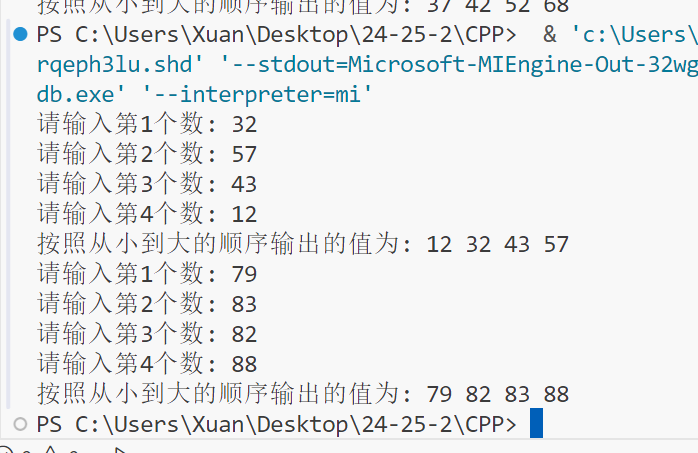 按照从小到大的顺序输出的值为: 37 42 52 68
PS C:\Users\Xuan\Desktop\24-25-2\CPP>  & 'c:\Users\
rqeph3lu.shd' '--stdout=Microsoft-MIEngine-Out-32wg
db.exe' '--interpreter=mi'
请输入第1个数: 32
请输入第2个数: 57
请输入第3个数: 43
请输入第4个数: 12
按照从小到大的顺序输出的值为: 12 32 43 57
请输入第1个数: 79
请输入第2个数: 83
请输入第3个数: 82
请输入第4个数: 88
按照从小到大的顺序输出的值为: 79 82 83 88
PS C:\Users\Xuan\Desktop\24-25-2\CPP>